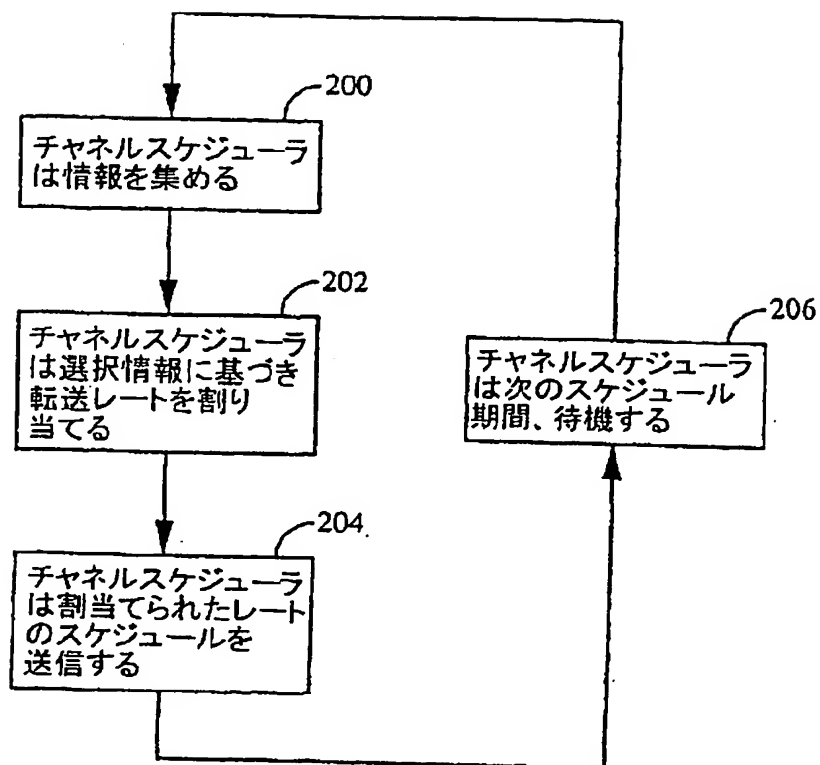 200
チャネルスケジューラ
は情報を集める
202
チャネルスケジューラ
は選択情報に基づき
転送レートを割り
当てる
204
チャネルスケジューラ
は割当てられたレート
のスケジュールを
送信する
206
チャネルスケジューラ
は次のスケジュール
期間、待機する